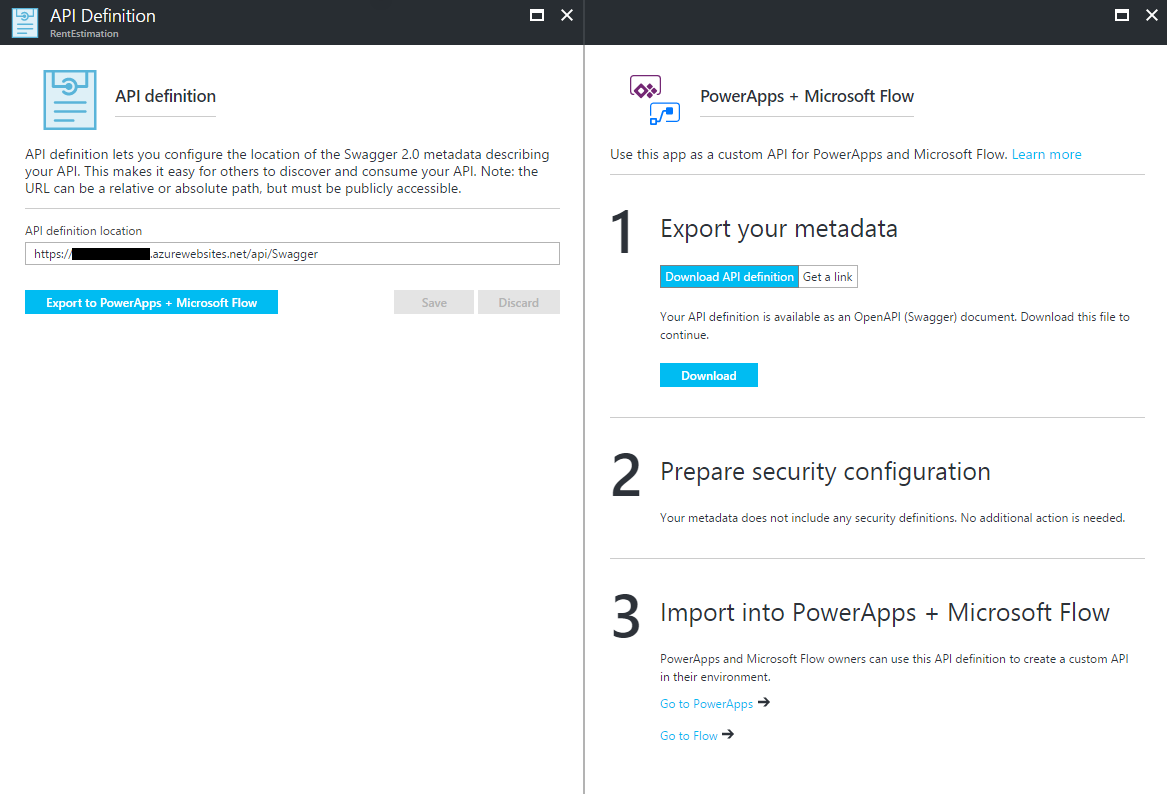 API Definition
RentEstimation
API definition
API definition lets you configure the location of the Swagger 2.0 metadata describing
your API. This makes it easy for others to discover and consume your API. Note: the
URL can be a relative or absolute path, but must be publicly accessible.
API definition location
https:// .azurewebsites.net/api/Swagger
Export to PowerApps + Microsoft Flow
Save
Discard
PowerApps + Microsoft Flow
Use this app as a custom API for PowerApps and Microsoft Flow. Learn more
1
Export your metadata
Download API definition
Get a link
Your API definition is available as an OpenAPI (Swagger) document. Download this file to
continue.
Download
2
Prepare security configuration
Your metadata does not include any security definitions. No additional action is needed.
3
Import into PowerApps + Microsoft Flow
PowerApps and Microsoft Flow owners can use this API definition to create a custom API
in their environment.
Go to PowerApps
Go to Flow